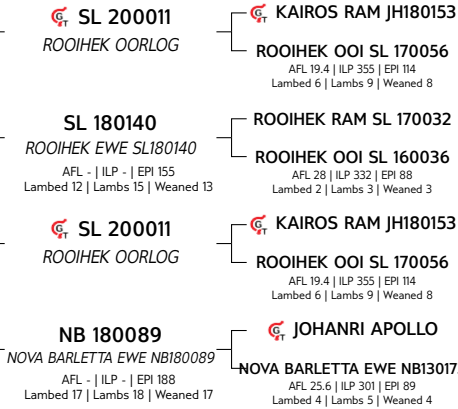 GT SL 200011
ROOIHEK OORLOG
GT KAIROS RAM JH180153
ROOIHEK OOI SL 170056
AFL 19.4 | ILP 355 | EPI 114
Lambed 6 | Lambs 9 | Weaned 8
SL 180140
ROOIHEK EWE SL180140
AFL - | ILP - | EPI 155
Lambed 12 | Lambs 15 | Weaned 13
ROOIHEK RAM SL 170032
ROOIHEK OOI SL 160036
AFL 28 | ILP 332 | EPI 88
Lambed 2 | Lambs 3 | Weaned 3
GT SL 200011
ROOIHEK OORLOG
GT KAIROS RAM JH180153
ROOIHEK OOI SL 170056
AFL 19.4 | ILP 355 | EPI 114
Lambed 6 | Lambs 9 | Weaned 8
NB 180089
NOVA BARLETTA EWE NB180089
AFL - | ILP - | EPI 188
Lambed 17 | Lambs 18 | Weaned 17
GT JOHANRI APOLLO
NOVA BARLETTA EWE NB13017
AFL 25.6 | ILP 301 | EPI 89
Lambed 4 | Lambs 5 | Weaned 4